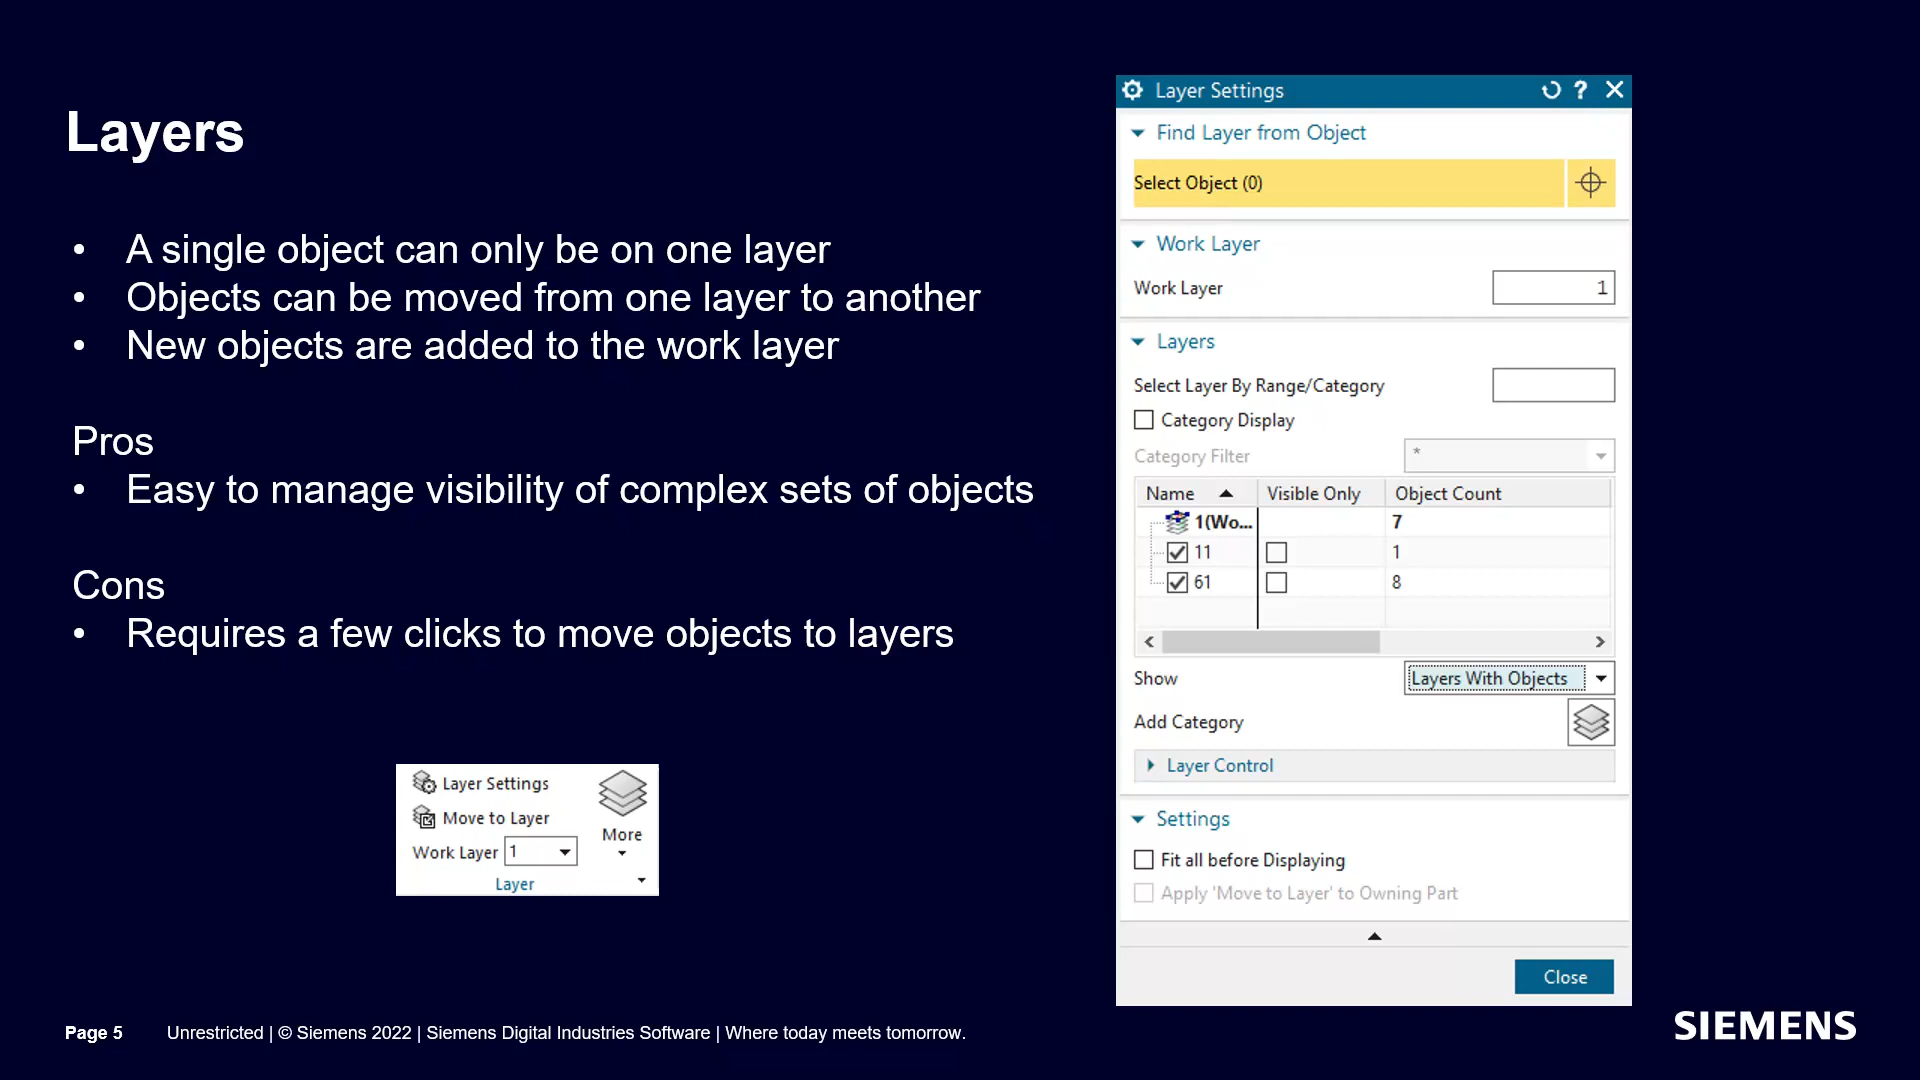 Layers
• A single object can only be on one layer
• Objects can be moved from one layer to another
• New objects are added to the work layer
Pros
• Easy to manage visibility of complex sets of objects
Cons
• Requires a few clicks to move objects to layers
Layer Settings
Move to Layer
Work Layer 1
More
Layer
Layer Settings ?
Find Layer from Object
Select Object (0)
Work Layer
Work Layer 1
Layers
Select Layer By Range/Category
Category Display
Category Filter *
Name Visible Only Object Count
1(Wo... 7
11 1
61 8
Show Layers With Objects
Add Category
Layer Control
Settings
Fit all before Displaying
Apply 'Move to Layer' to Owning Part
Close
Page 5 Unrestricted | © Siemens 2022 | Siemens Digital Industries Software | Where today meets tomorrow.
SIEMENS